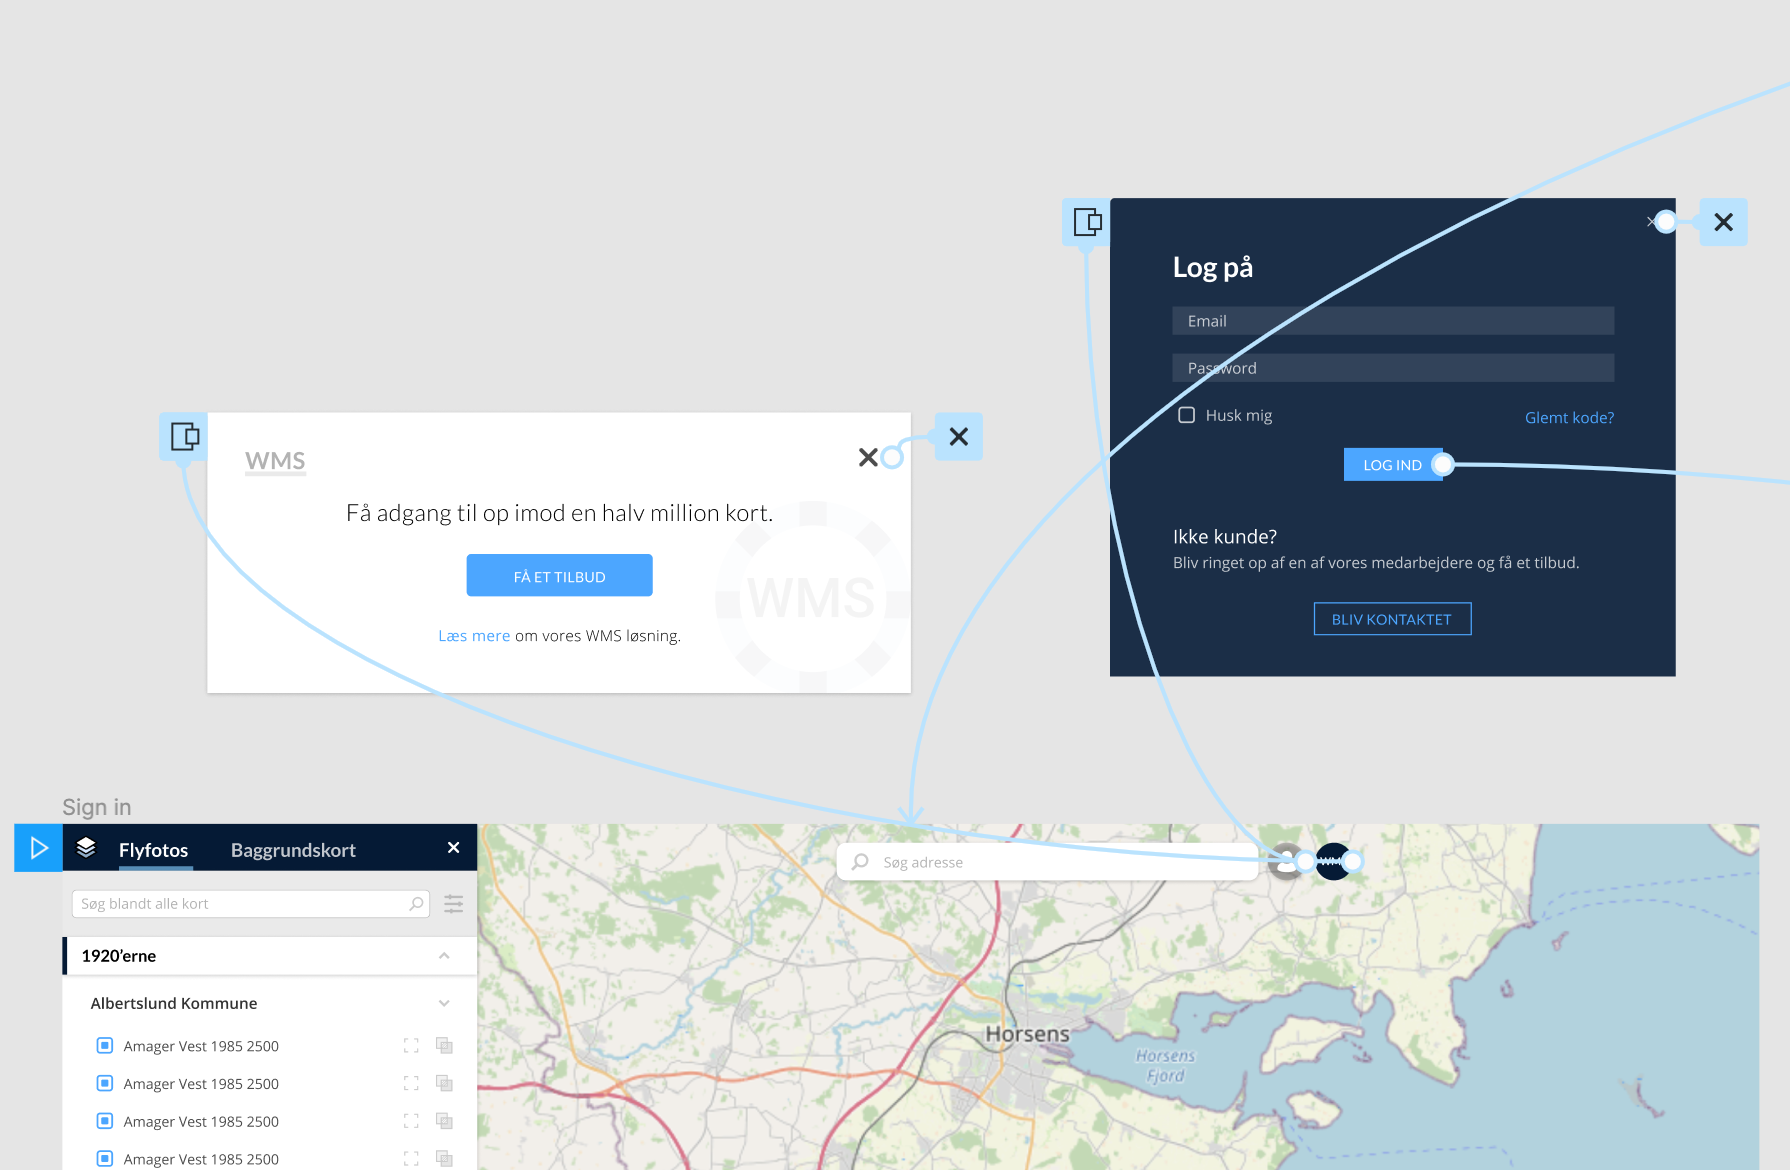 Log på
Email
Password
Husk mig
Glemt kode?
LOG IND
Ikke kunde?
Bliv ringet op af en af vores medarbejdere og få et tilbud.
BLIV KONTAKTET
WMS
Få adgang til op imod en halv million kort.
FÅ ET TILBUD
WMS
Læs mere om vores WMS løsning.
Sign in
Flyfotos
Baggrundskort
Søg adresse
Søg blandt alle kort
1920’erne
Albertslund Kommune
Amager Vest 1985 2500
Amager Vest 1985 2500
Amager Vest 1985 2500
Amager Vest 1985 2500
Horsens
Horsens
Fjord